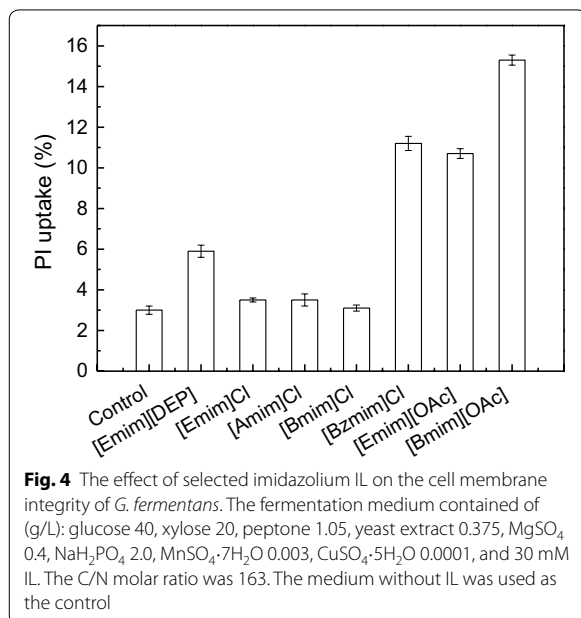 16
14
12
10
8
6
4
2
0
PI uptake (%)
Control
[Emim][DEP]
[Emim]Cl
[Amim]Cl
[Bmim]Cl
[Bzmim]Cl
[Emim][OAc]
[Bmim][OAc]
Fig. 4 The effect of selected imidazolium IL on the cell membrane
integrity of G. fermentans. The fermentation medium contained of
(g/L): glucose 40, xylose 20, peptone 1.05, yeast extract 0.375, MgSO4
0.4, NaH2PO4 2.0, MnSO4·7H2O 0.003, CuSO4·5H2O 0.0001, and 30 mM
IL. The C/N molar ratio was 163. The medium without IL was used as
the control